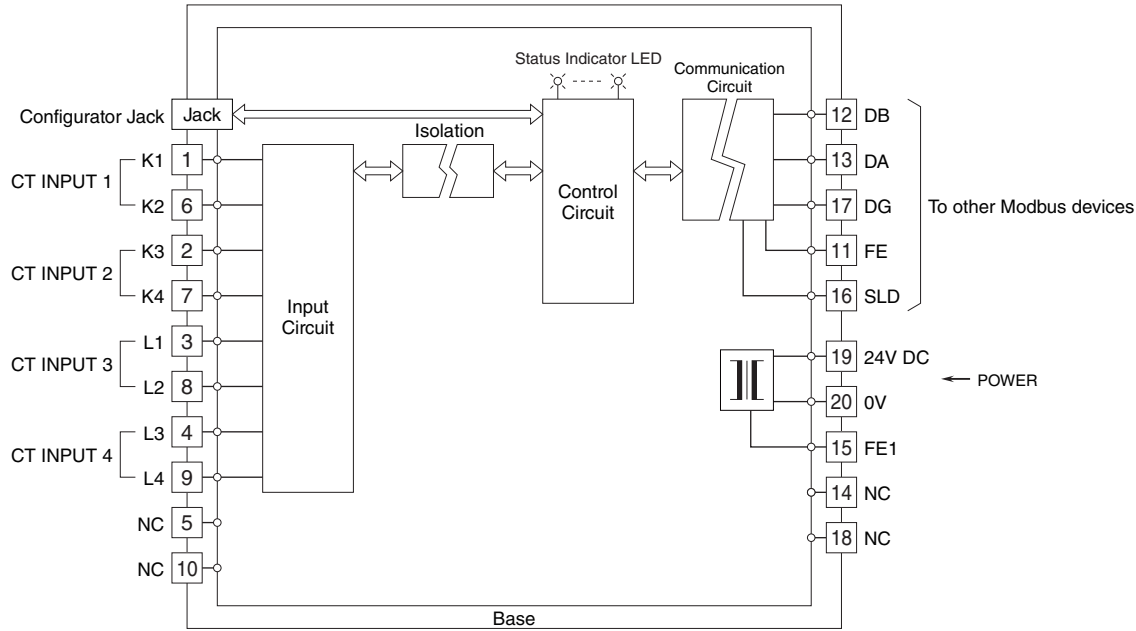 Status Indicator LED
Communication
Circuit
Configurator Jack
Jack
Isolation
Control
Circuit
Input
Circuit
CT INPUT 1
K1 1
K2 6
CT INPUT 2
K3 2
K4 7
CT INPUT 3
L1 3
L2 8
CT INPUT 4
L3 4
L4 9
NC 5
NC 10
12 DB
13 DA
17 DG
11 FE
16 SLD
To other Modbus devices
19 24V DC
20 0V
POWER
15 FE1
14 NC
18 NC
Base